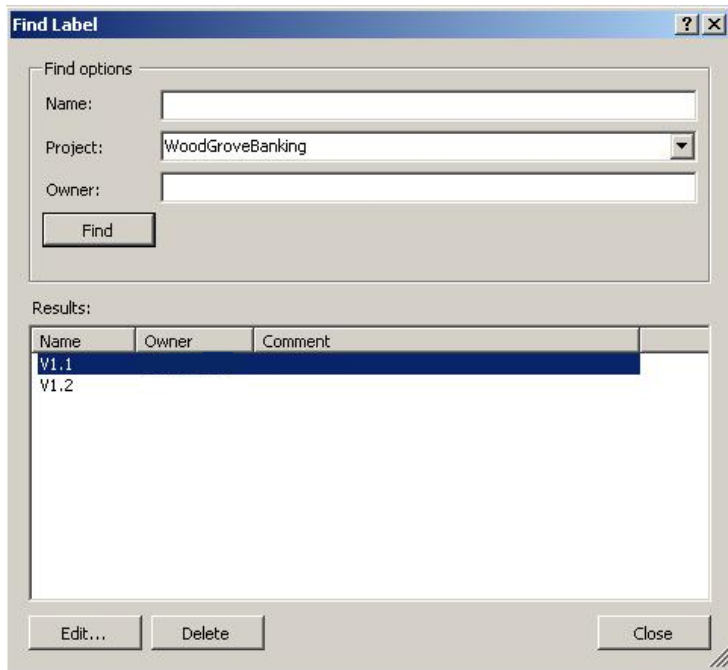 Find Label
Find options
Name:
Project: WoodGroveBanking
Owner:
Find
Results:
Name Owner Comment
V1.1
V1.2
Edit... Delete Close